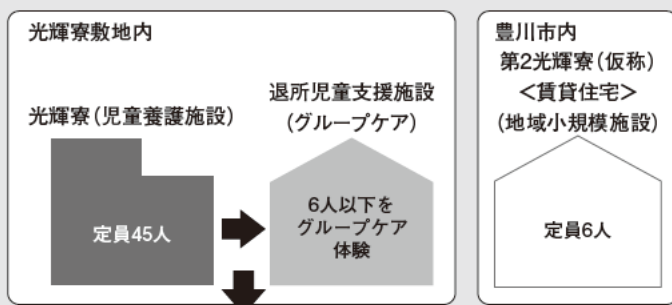 光輝寮敷地内
光輝寮(児童養護施設)
定員45人
退所児童支援施設
(グループケア)
6人以下を
グループケア
体験
豊川市内
第2光輝寮(仮称)
<賃貸住宅>
(地域小規模施設)
定員6人